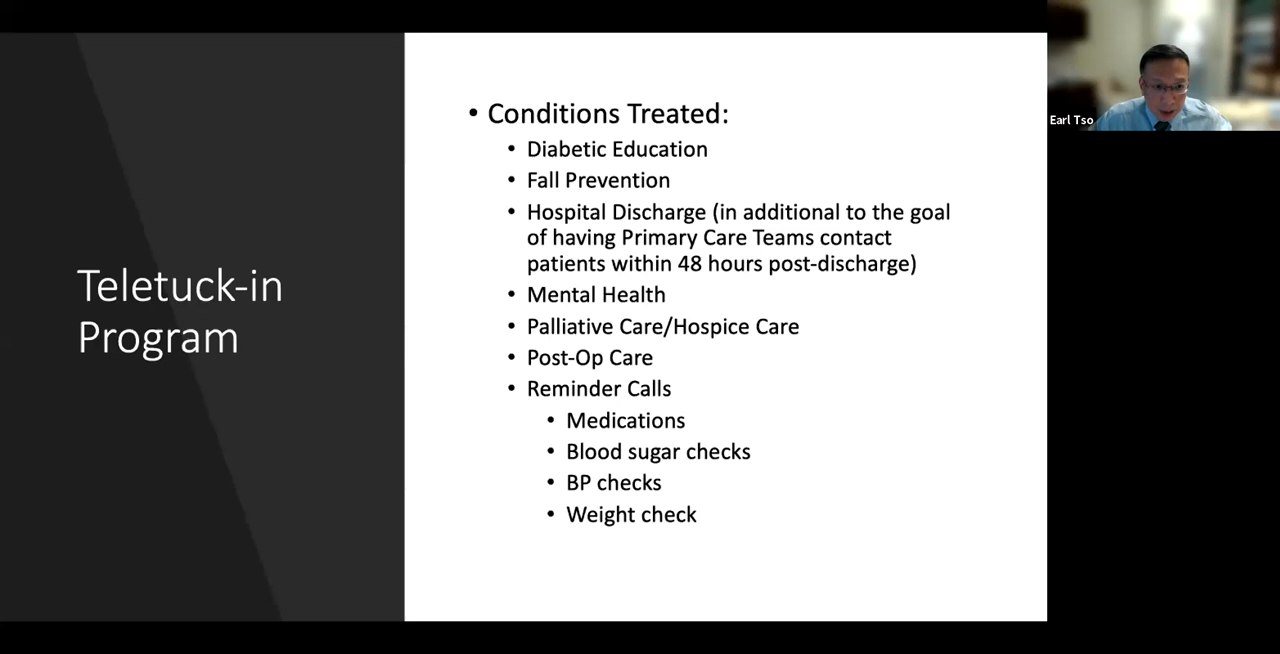 Teletuck-in
Program
• Conditions Treated:
• Diabetic Education
• Fall Prevention
• Hospital Discharge (in additional to the goal
of having Primary Care Teams contact
patients within 48 hours post-discharge)
• Mental Health
• Palliative Care/Hospice Care
• Post-Op Care
• Reminder Calls
• Medications
• Blood sugar checks
• BP checks
• Weight check
Earl Tso